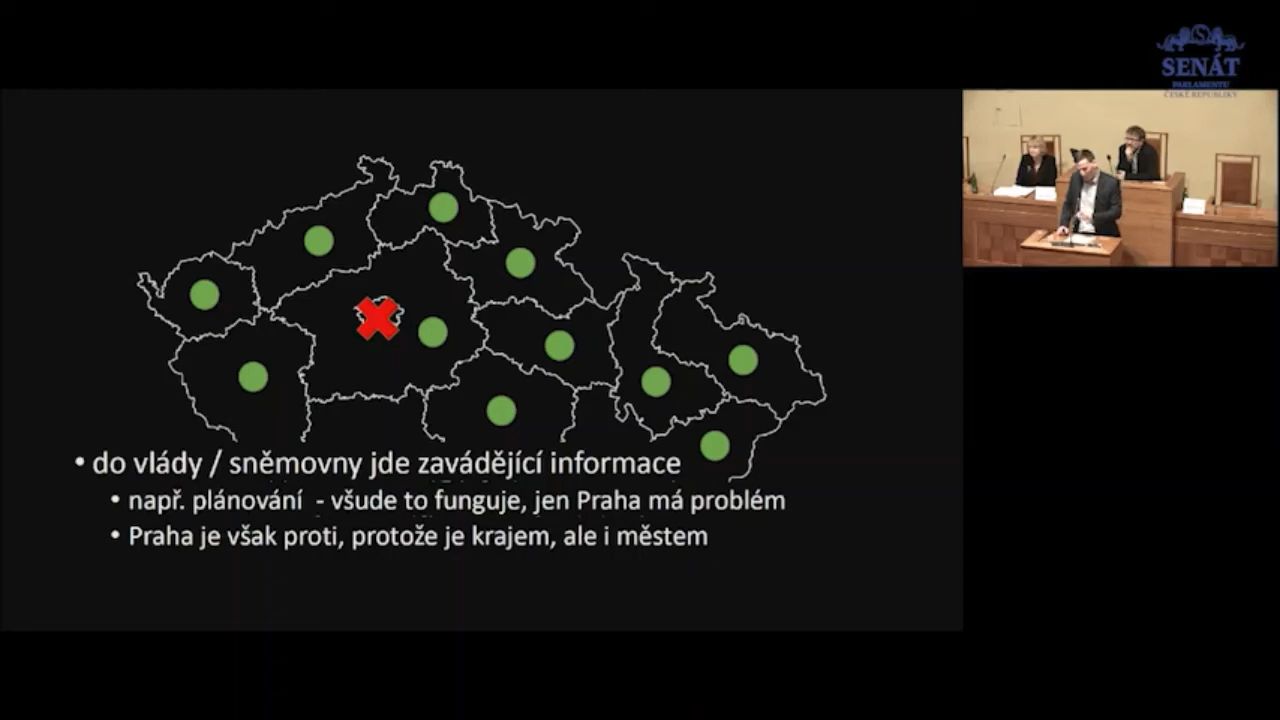 SENÁT
PARLAMENTU
ČESKÉ REPUBLIKY
• do vlády / sněmovny jde zavádějící informace
• např. plánování - všude to funguje, jen Praha má problém
• Praha je však proti, protože je krajem, ale i městem